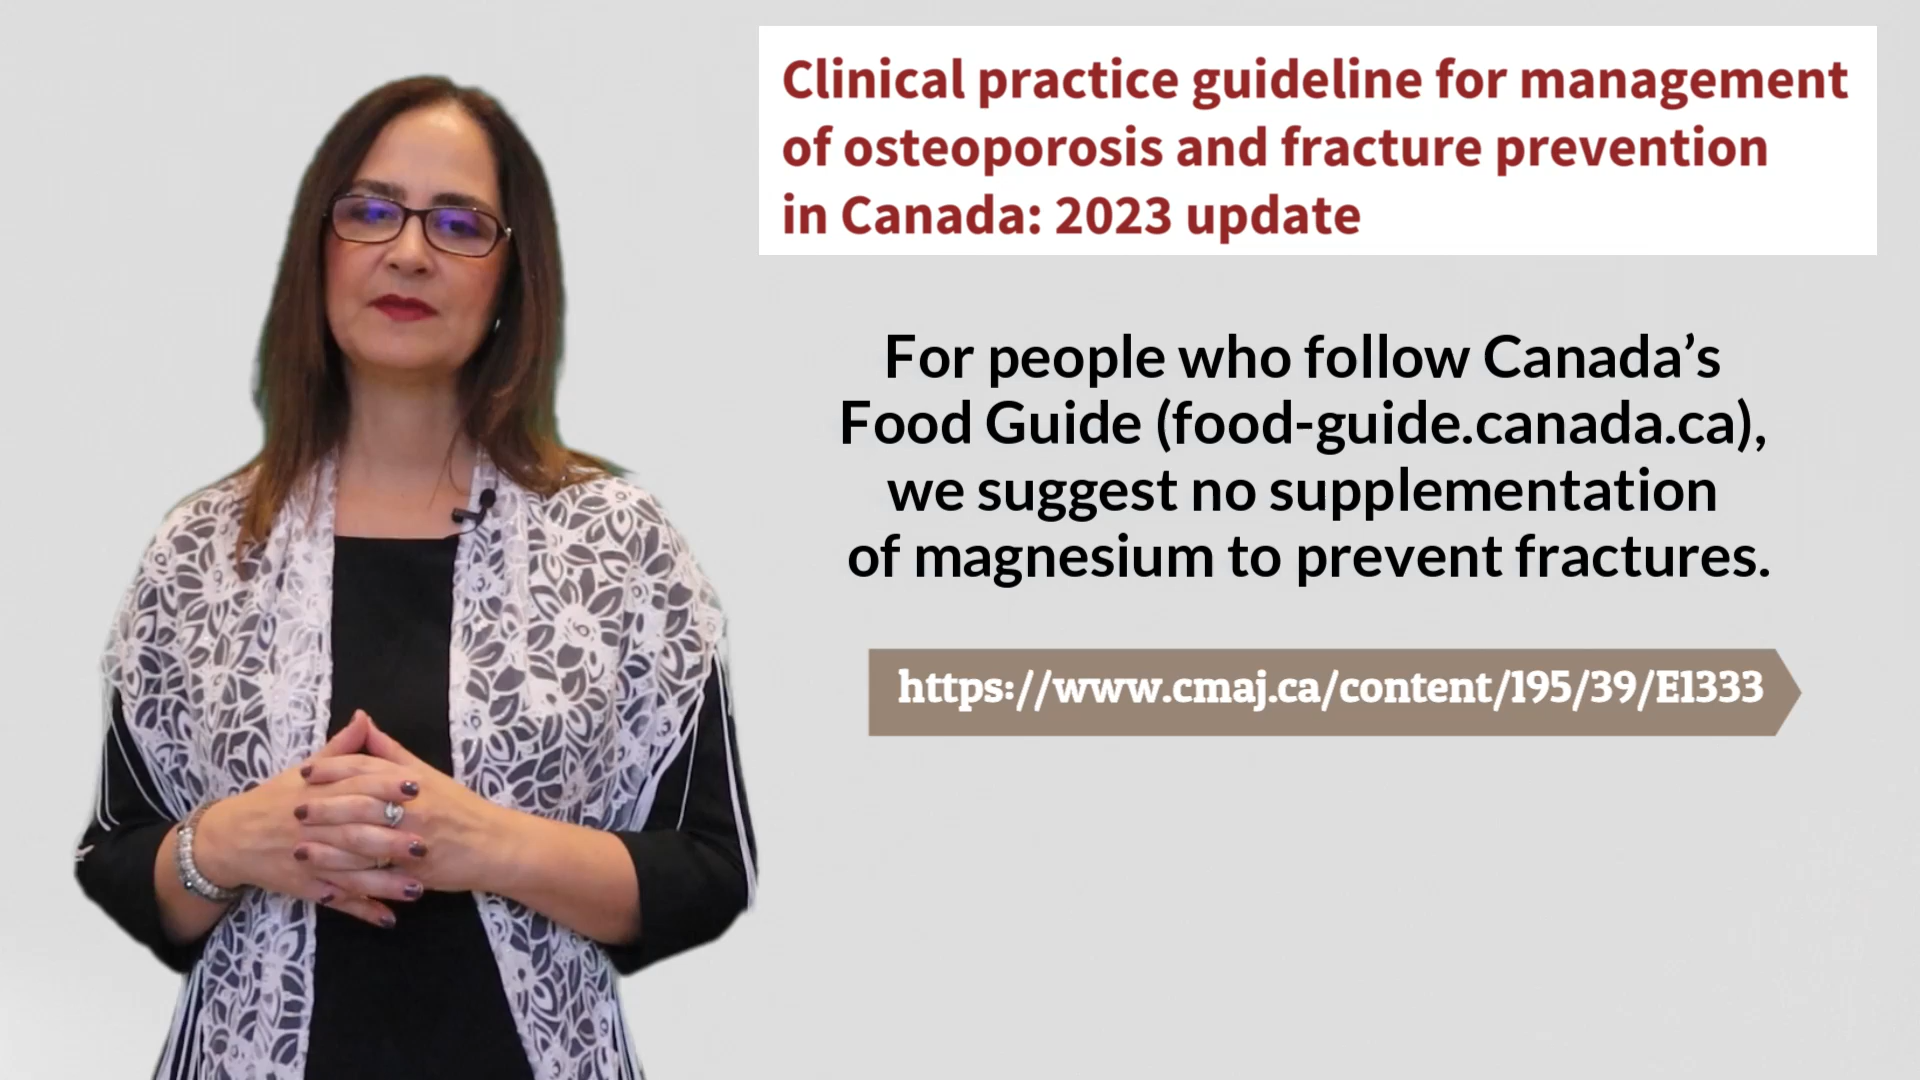 Clinical practice guideline for management
of osteoporosis and fracture prevention
in Canada: 2023 update
For people who follow Canada’s
Food Guide (food-guide.canada.ca),
we suggest no supplementation
of magnesium to prevent fractures.
https://www.cmaj.ca/content/195/39/E1333